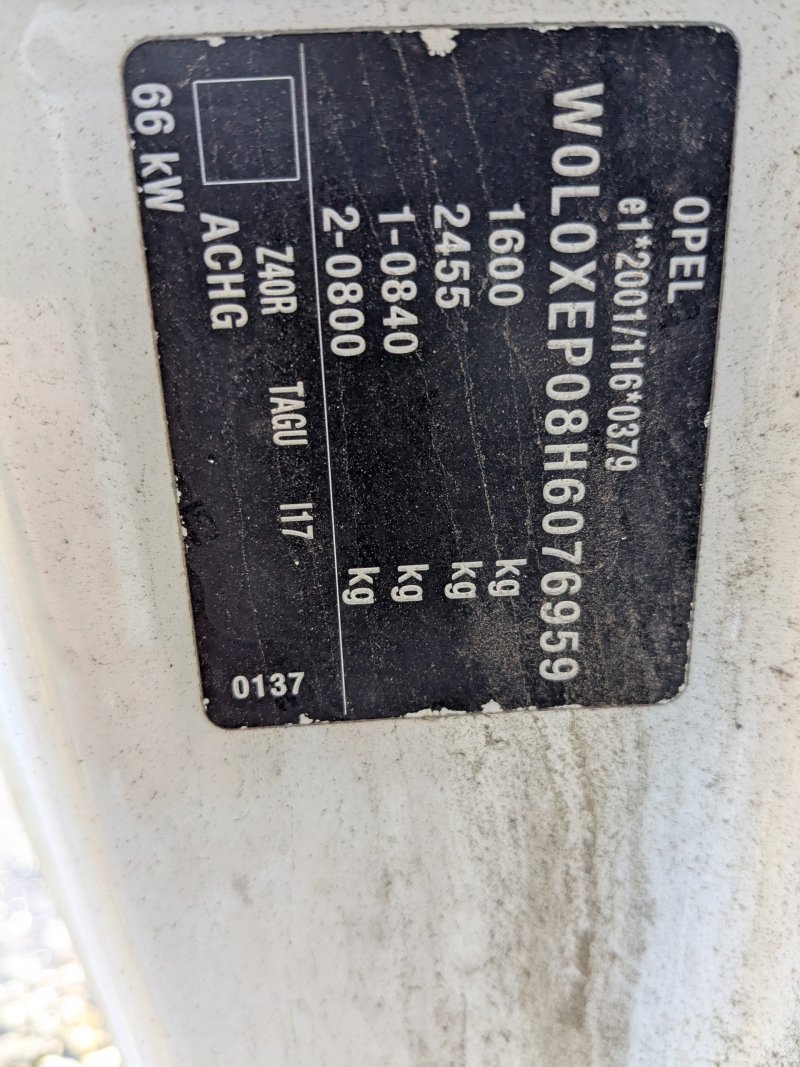 OPEL
e1*2001/116*0379
WOLOXEP08H6076959
1600 kg
2455 kg
1-0840 kg
2-0800 kg
Z40R TAGU I17
ACHG
66 kW
0137